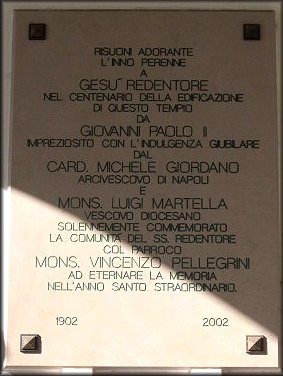 RISUONI ADORANTE
L'INNO PERENNE
A
GESU' REDENTORE
NEL CENTENARIO DELLA EDIFICAZIONE
DI QUESTO TEMPIO
DA
GIOVANNI PAOLO II
IMPREZIOSITO CON L'INDULGENZA GIUBILARE
DAL
CARD. MICHELE GIORDANO
ARCIVESCOVO DI NAPOLI
E
MONS. LUIGI MARTELLA
VESCOVO DIOCESANO
SOLENNEMENTE COMMEMORATO
LA COMUNITA' DEL SS. REDENTORE
COL PARROCO
MONS. VINCENZO PELLEGRINI
AD ETERNARE LA MEMORIA
NELL'ANNO SANTO STRAORDINARIO.
1902 2002